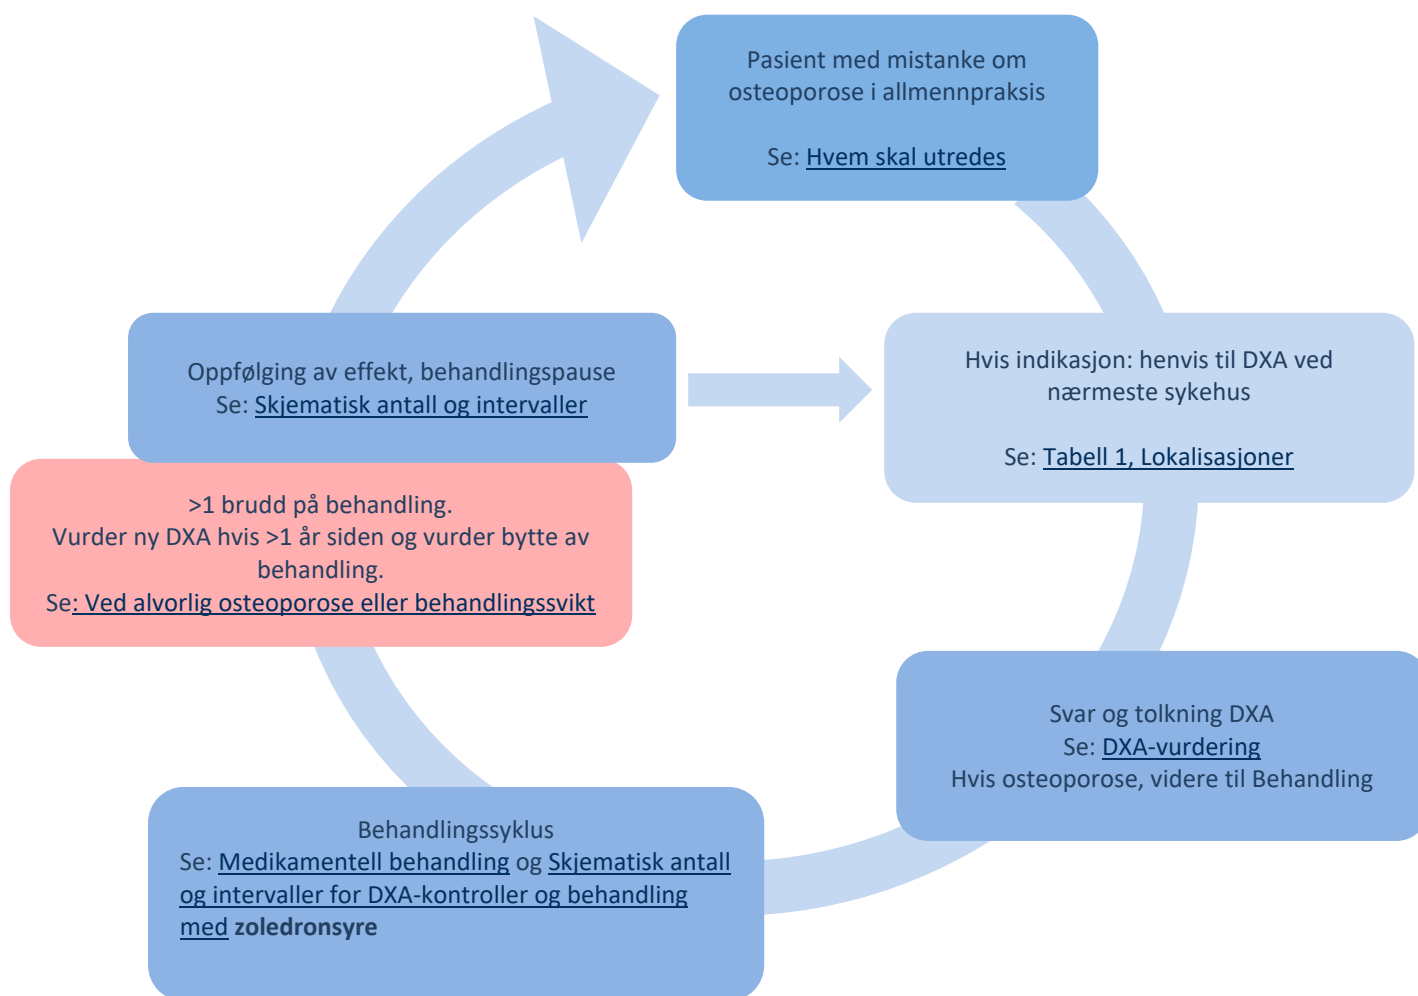 Pasient med mistanke om
osteoporose i allmennpraksis
Se: Hvem skal utredes
Hvis indikasjon: henvis til DXA ved
nærmeste sykehus
Se: Tabell 1, Lokalisasjoner
Svar og tolkning DXA
Se: DXA-vurdering
Hvis osteoporose, videre til Behandling
Behandlingssyklus
Se: Medikamentell behandling og Skjematisk antall
og intervaller for DXA-kontroller og behandling
med zoledronsyre
>1 brudd på behandling.
Vurder ny DXA hvis >1 år siden og vurder bytte av
behandling.
Se: Ved alvorlig osteoporose eller behandlingssvikt
Oppfølging av effekt, behandlingspause
Se: Skjematisk antall og intervaller